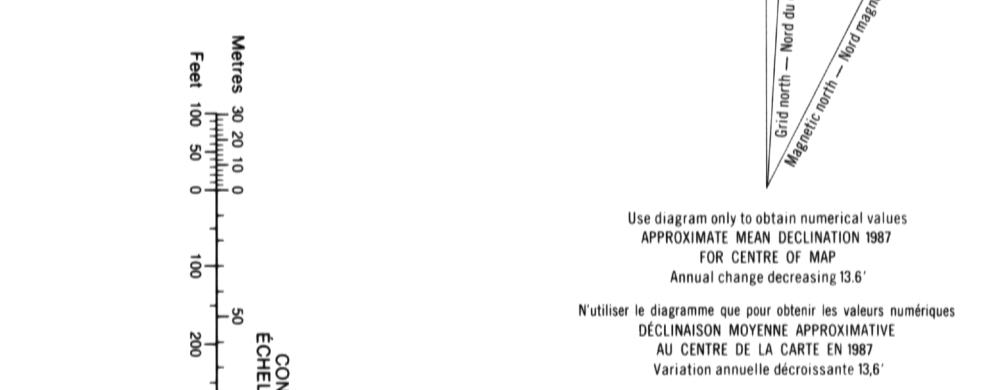 Metres 30 20 10 0 50
Feet 100 50 0 100 200
Grid north — Nord du
Magnetic north — Nord
Use diagram only to obtain numerical values
APPROXIMATE MEAN DECLINATION 1987
FOR CENTRE OF MAP
Annual change decreasing 13.6'
N'utiliser le diagramme que pour obtenir les valeurs numériques
DÉCLINAISON MOYENNE APPROXIMATIVE
AU CENTRE DE LA CARTE EN 1987
Variation annuelle décroissante 13,6'